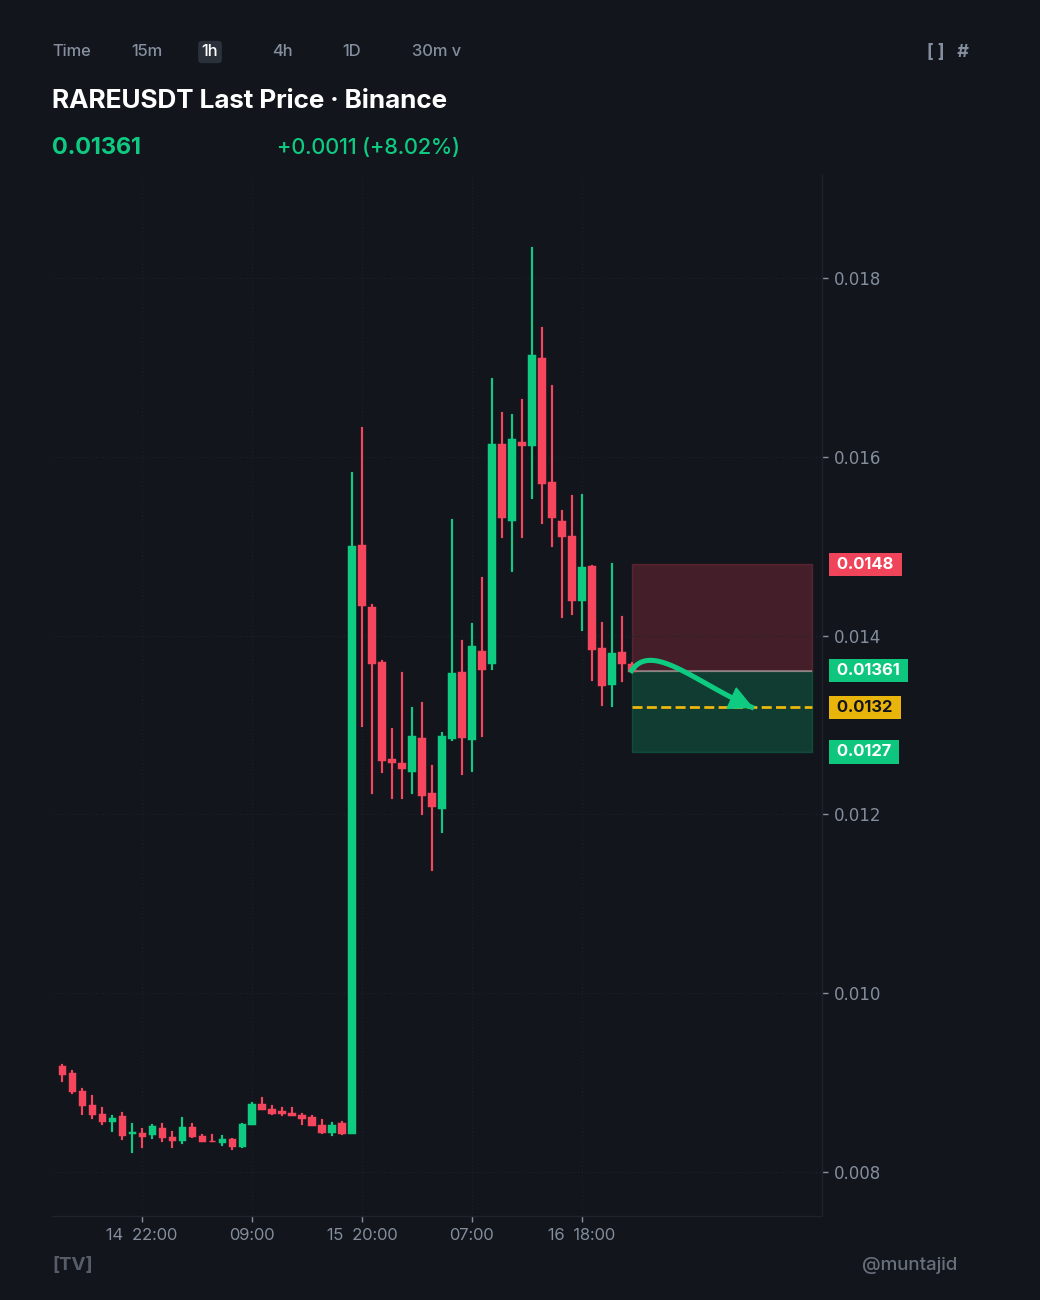 Time 15m 1h 4h 1D 30m v [ ] #
RAREUSDT Last Price · Binance
0.01361 +0.0011 (+8.02%)
0.018
0.016
0.0148
0.014
0.01361
0.0132
0.0127
0.012
0.010
0.008
14 22:00 09:00 15 20:00 07:00 16 18:00
[TV] @muntajid